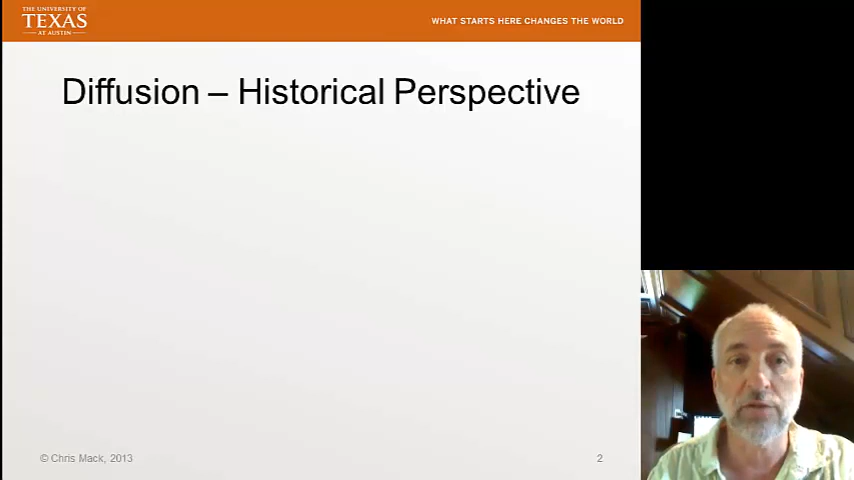 THE UNIVERSITY OF
TEXAS
AT AUSTIN
WHAT STARTS HERE CHANGES THE WORLD
Diffusion – Historical Perspective
© Chris Mack, 2013
2